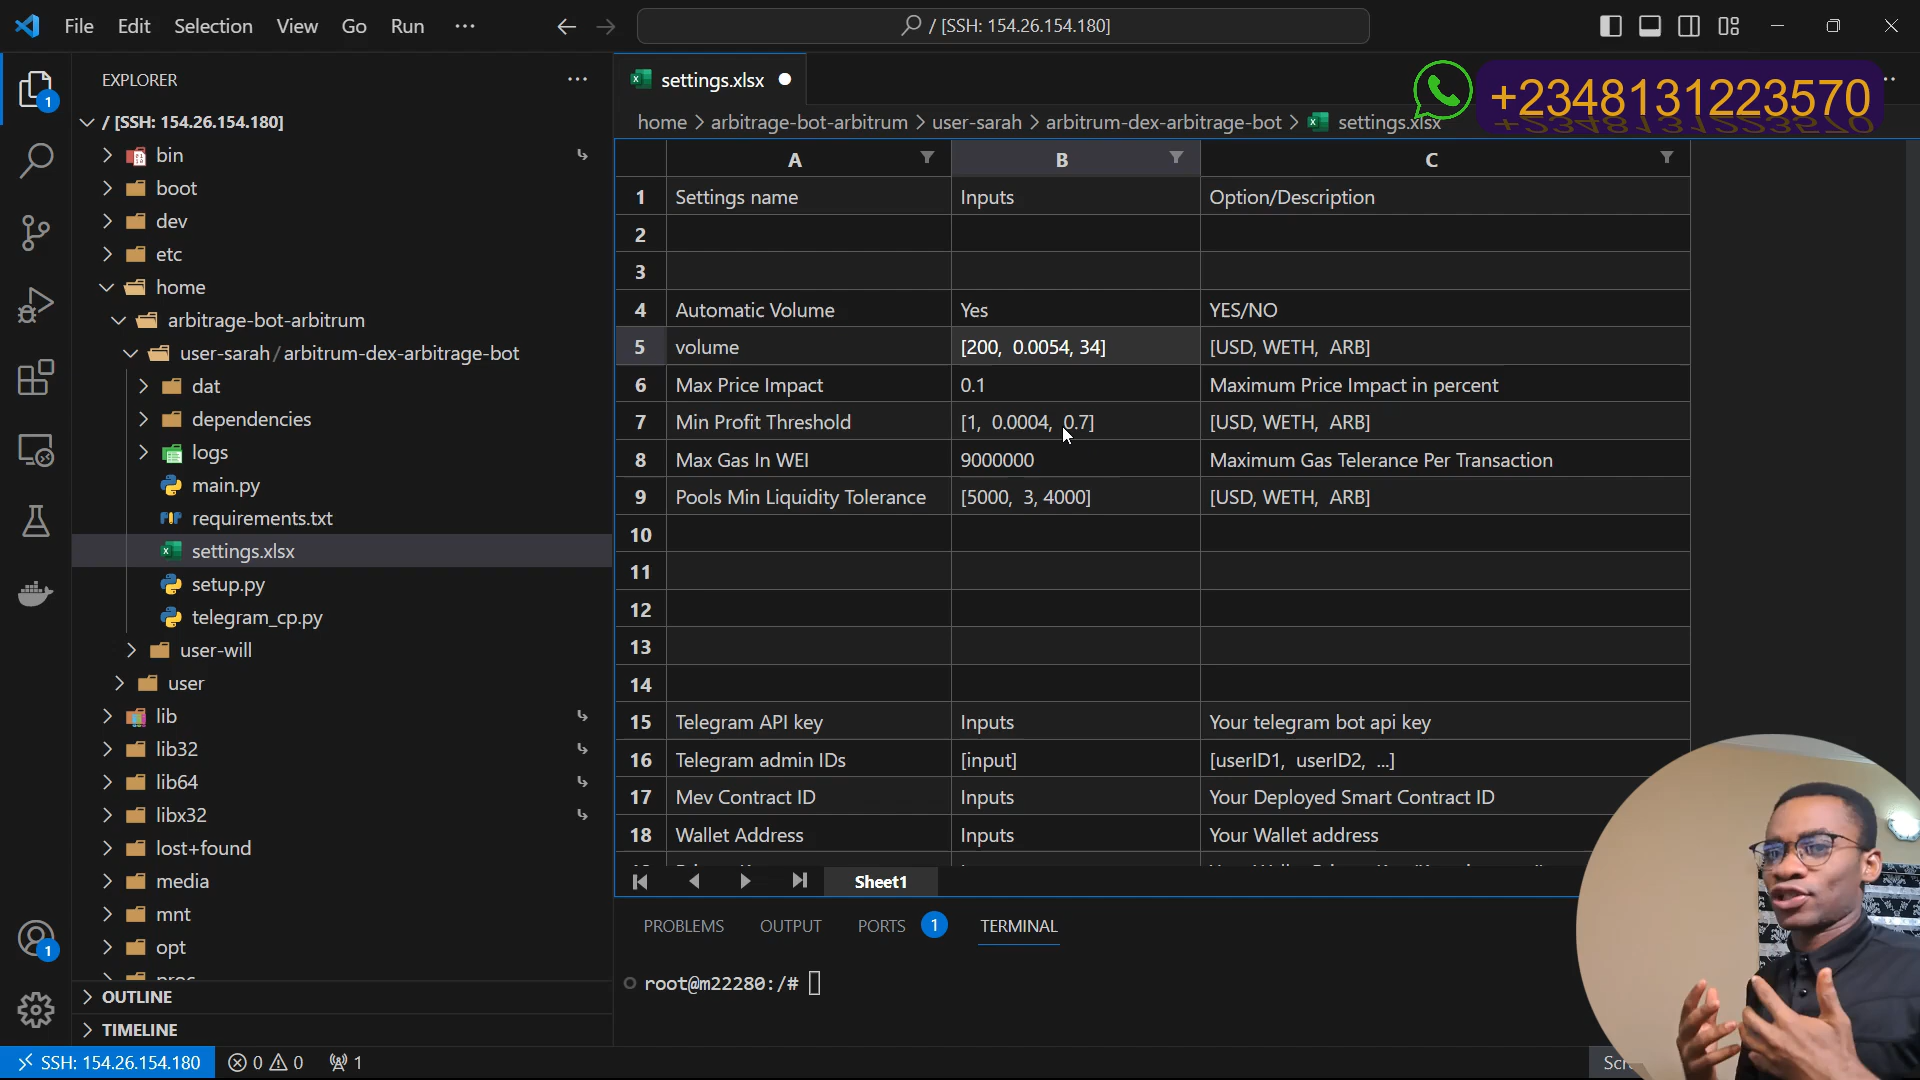 File Edit Selection View Go Run ···
/ [SSH: 154.26.154.180]
EXPLORER
/ [SSH: 154.26.154.180]
bin
boot
dev
etc
home
arbitrage-bot-arbitrum
user-sarah/arbitrum-dex-arbitrage-bot
dat
dependencies
logs
main.py
requirements.txt
settings.xlsx
setup.py
telegram_cp.py
user-will
user
lib
lib32
lib64
libx32
lost+found
media
mnt
opt
proc
OUTLINE
TIMELINE
settings.xlsx
+2348131223570
home > arbitrage-bot-arbitrum > user-sarah > arbitrum-dex-arbitrage-bot > settings.xlsx
A B C
1 Settings name Inputs Option/Description
2
3
4 Automatic Volume Yes YES/NO
5 volume [200, 0.0054, 34] [USD, WETH, ARB]
6 Max Price Impact 0.1 Maximum Price Impact in percent
7 Min Profit Threshold [1, 0.0004, 0.7] [USD, WETH, ARB]
8 Max Gas In WEI 9000000 Maximum Gas Telerance Per Transaction
9 Pools Min Liquidity Tolerance [5000, 3, 4000] [USD, WETH, ARB]
10
11
12
13
14
15 Telegram API key Inputs Your telegram bot api key
16 Telegram admin IDs [input] [userID1, userID2, ...]
17 Mev Contract ID Inputs Your Deployed Smart Contract ID
18 Wallet Address Inputs Your Wallet address
Sheet1
PROBLEMS OUTPUT PORTS 1 TERMINAL
root@m22280:/#
SSH: 154.26.154.180 0 0 1
1
1